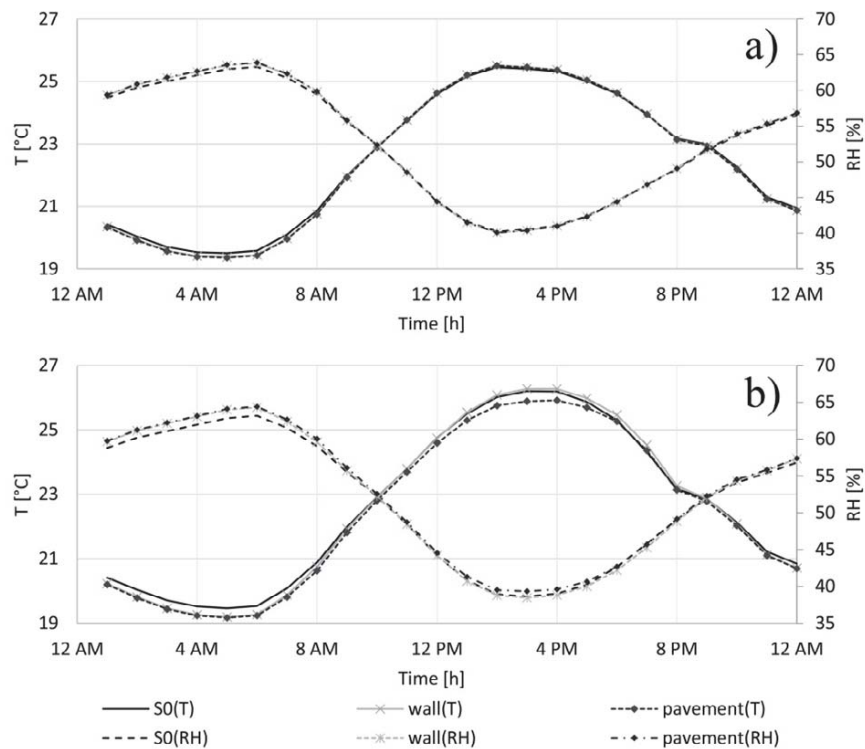 27
25
23
21
19
T [°C]
70
65
60
55
50
45
40
35
RH [%]
a)
12 AM 4 AM 8 AM 12 PM 4 PM 8 PM 12 AM
Time [h]
27
25
23
21
19
T [°C]
70
65
60
55
50
45
40
35
RH [%]
b)
12 AM 4 AM 8 AM 12 PM 4 PM 8 PM 12 AM
Time [h]
S0(T) wall(T) pavement(T)
S0(RH) wall(RH) pavement(RH)